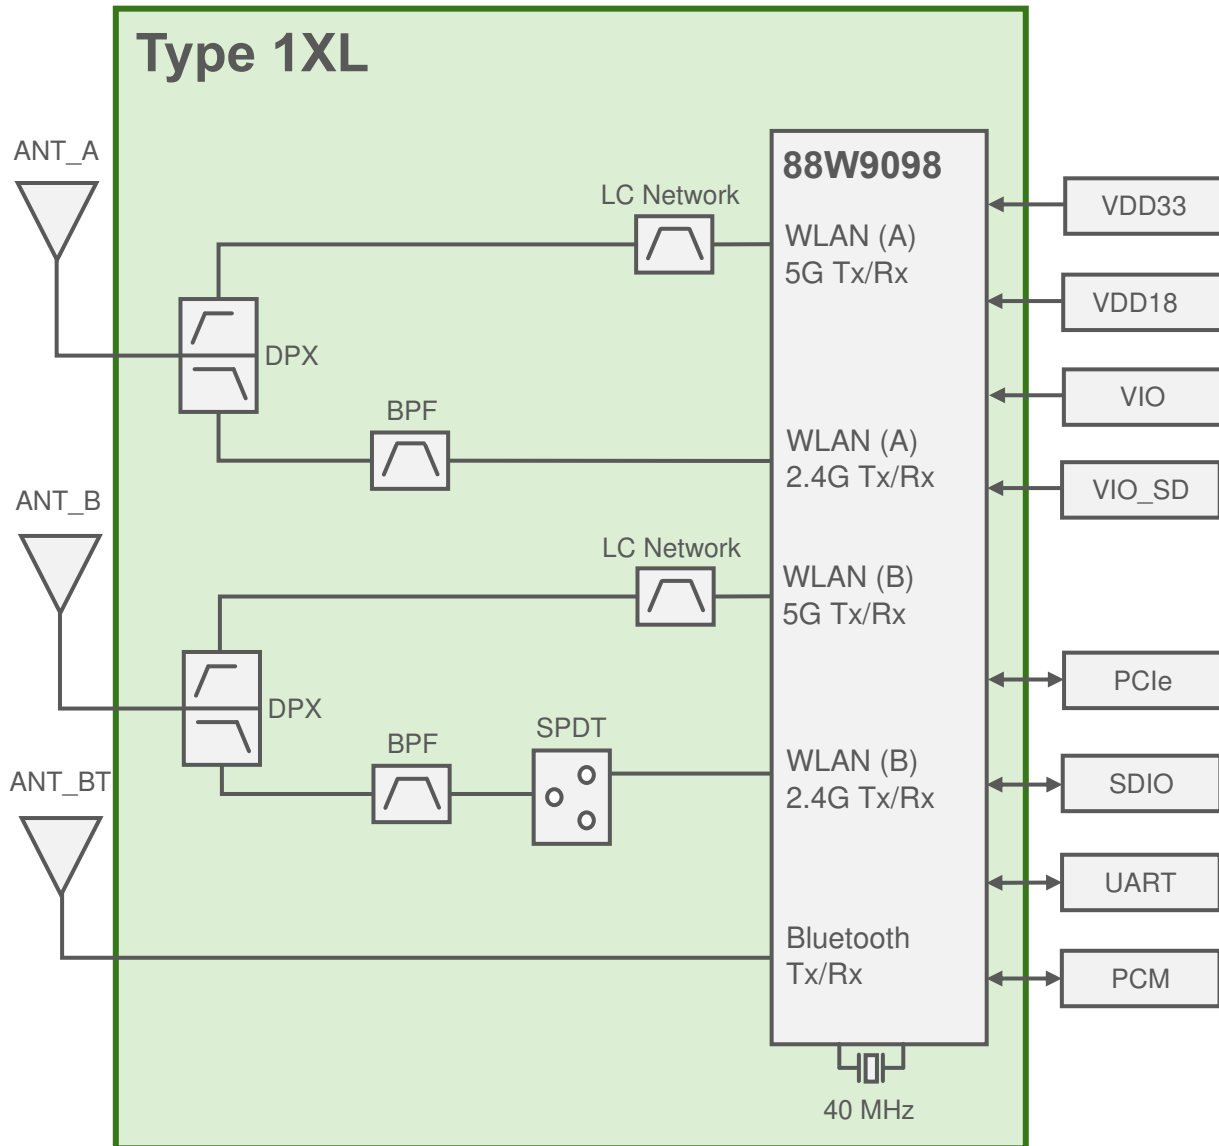 Type 1XL
ANT_A
88W9098
LC Network
VDD33
WLAN (A)
5G Tx/Rx
VDD18
DPX
BPF
VIO
WLAN (A)
2.4G Tx/Rx
VIO_SD
ANT_B
LC Network
WLAN (B)
5G Tx/Rx
PCIe
DPX
SPDT
BPF
WLAN (B)
2.4G Tx/Rx
ANT_BT
SDIO
UART
Bluetooth
Tx/Rx
PCM
40 MHz